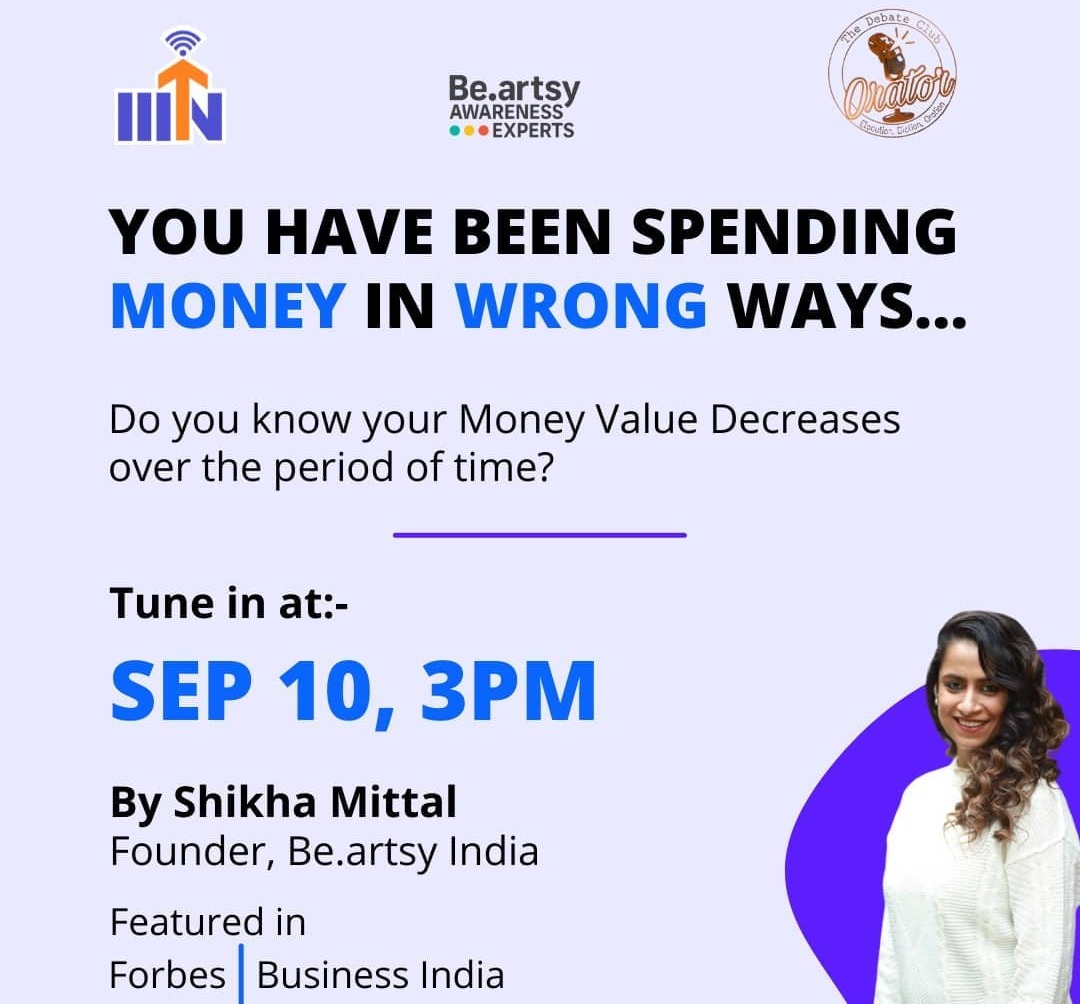 IIITN
Be.artsy
AWARENESS
EXPERTS
The Debate Club
Orator
Elocution, Diction, Oration
YOU HAVE BEEN SPENDING
MONEY IN WRONG WAYS...
Do you know your Money Value Decreases
over the period of time?
Tune in at:-
SEP 10, 3PM
By Shikha Mittal
Founder, Be.artsy India
Featured in
Forbes | Business India